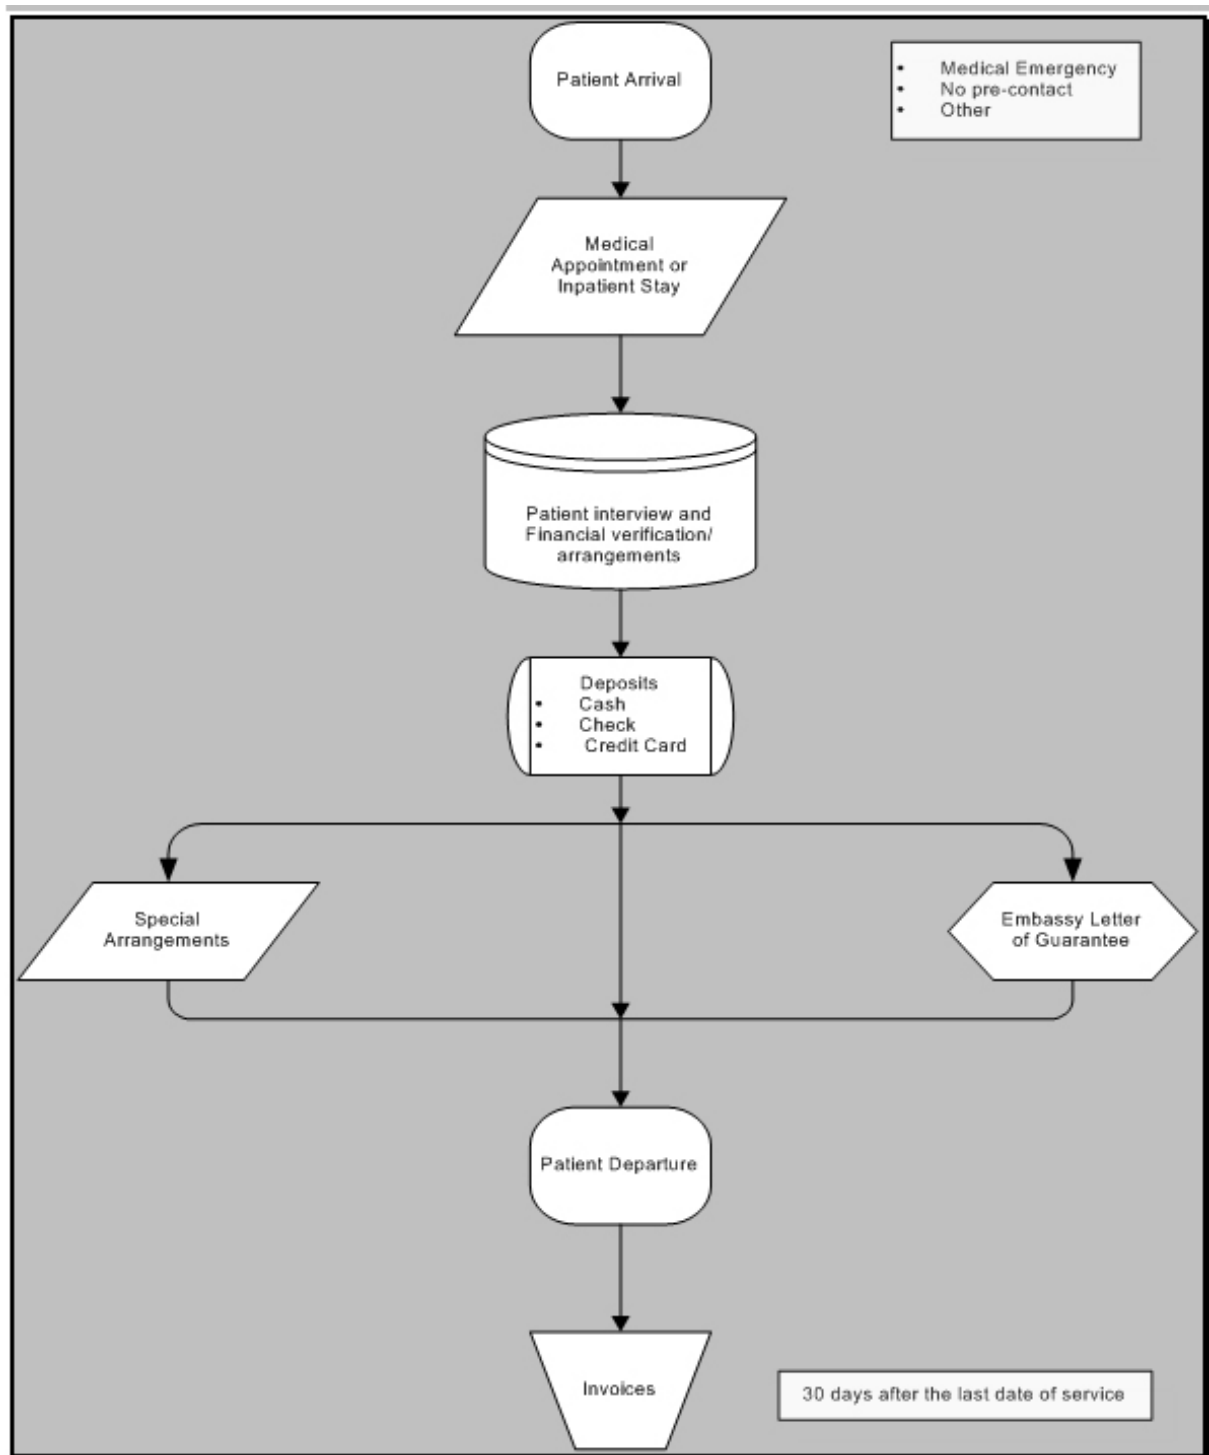 Patient Arrival
• Medical Emergency
• No pre-contact
• Other
Medical
Appointment or
Inpatient Stay
Patient interview and
Financial verification/
arrangements
Deposits
• Cash
• Check
• Credit Card
Special
Arrangements
Embassy Letter
of Guarantee
Patient Departure
Invoices
30 days after the last date of service